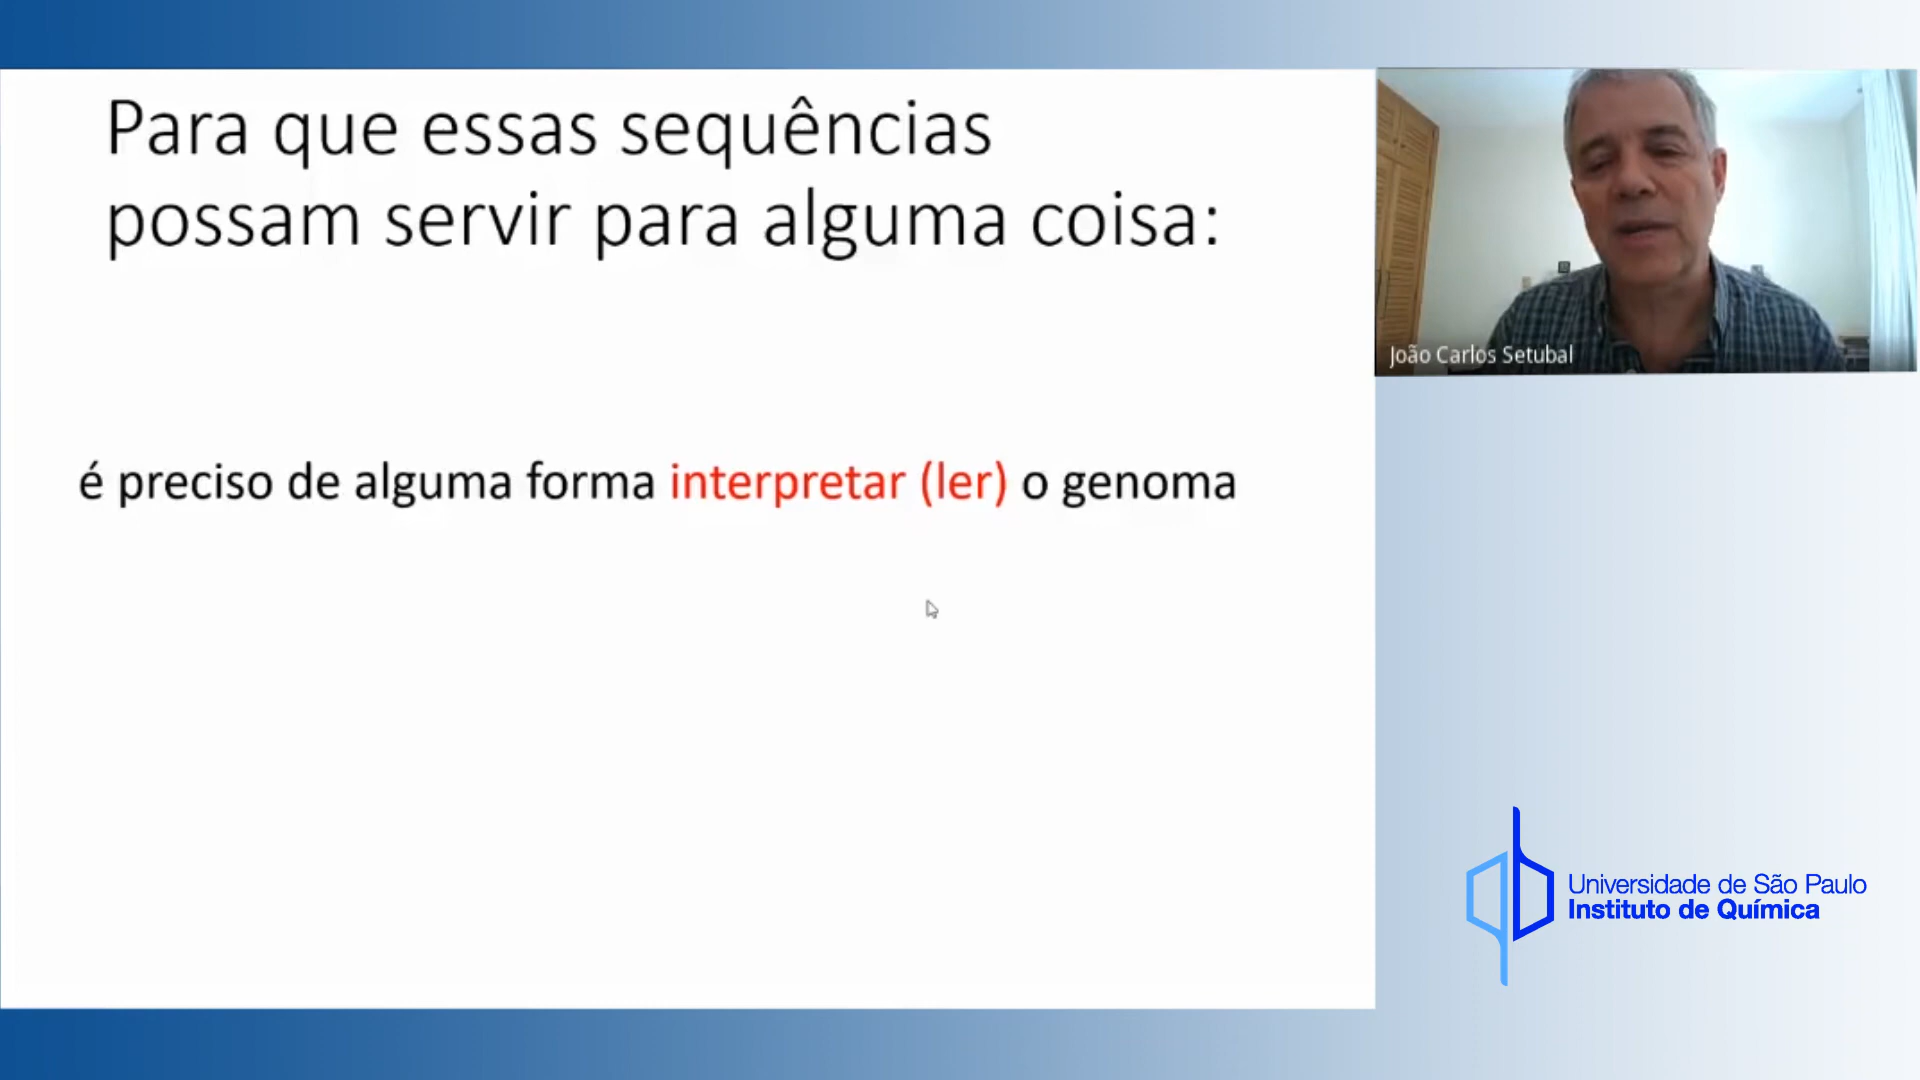 Para que essas sequências
possam servir para alguma coisa:
é preciso de alguma forma interpretar (ler) o genoma
João Carlos Setubal
Universidade de São Paulo
Instituto de Química